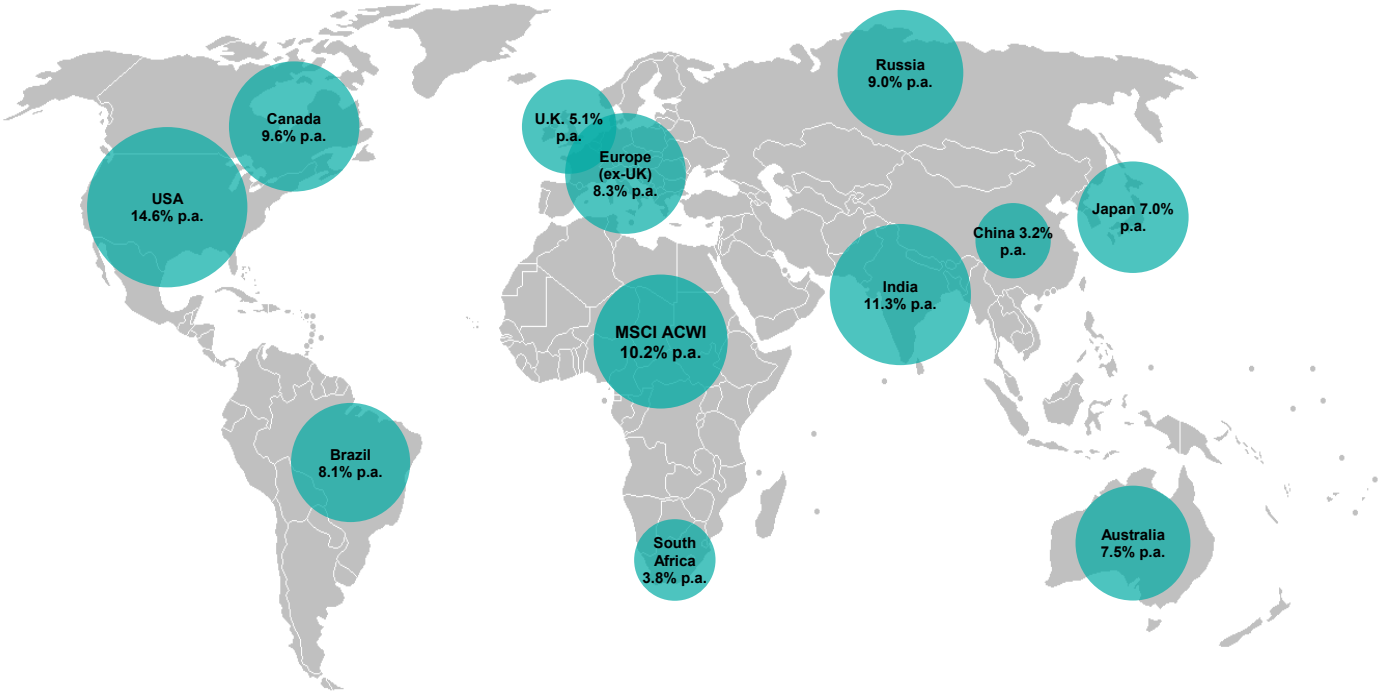 Russia
9.0% p.a.
Canada
9.6% p.a.
U.K. 5.1%
p.a.
Europe
(ex-UK)
8.3% p.a.
USA
14.6% p.a.
Japan 7.0%
p.a.
China 3.2%
p.a.
India
11.3% p.a.
MSCI ACWI
10.2% p.a.
Brazil
8.1% p.a.
South
Africa
3.8% p.a.
Australia
7.5% p.a.